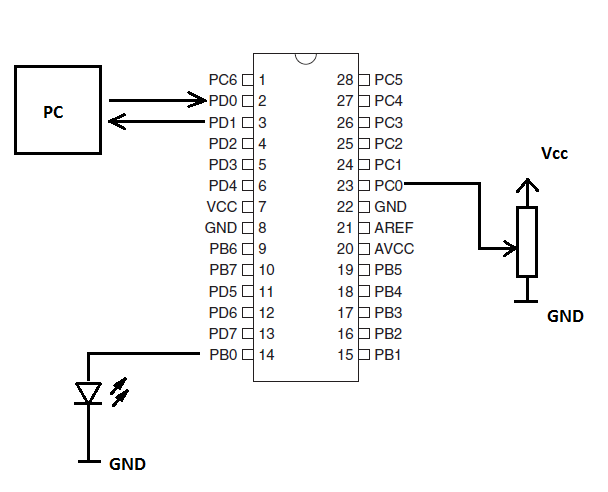 PC
PC6 1 28 PC5
PD0 2 27 PC4
PD1 3 26 PC3
PD2 4 25 PC2
PD3 5 24 PC1
PD4 6 23 PC0
VCC 7 22 GND
GND 8 21 AREF
PB6 9 20 AVCC
PB7 10 19 PB5
PD5 11 18 PB4
PD6 12 17 PB3
PD7 13 16 PB2
PB0 14 15 PB1
Vcc
GND
GND